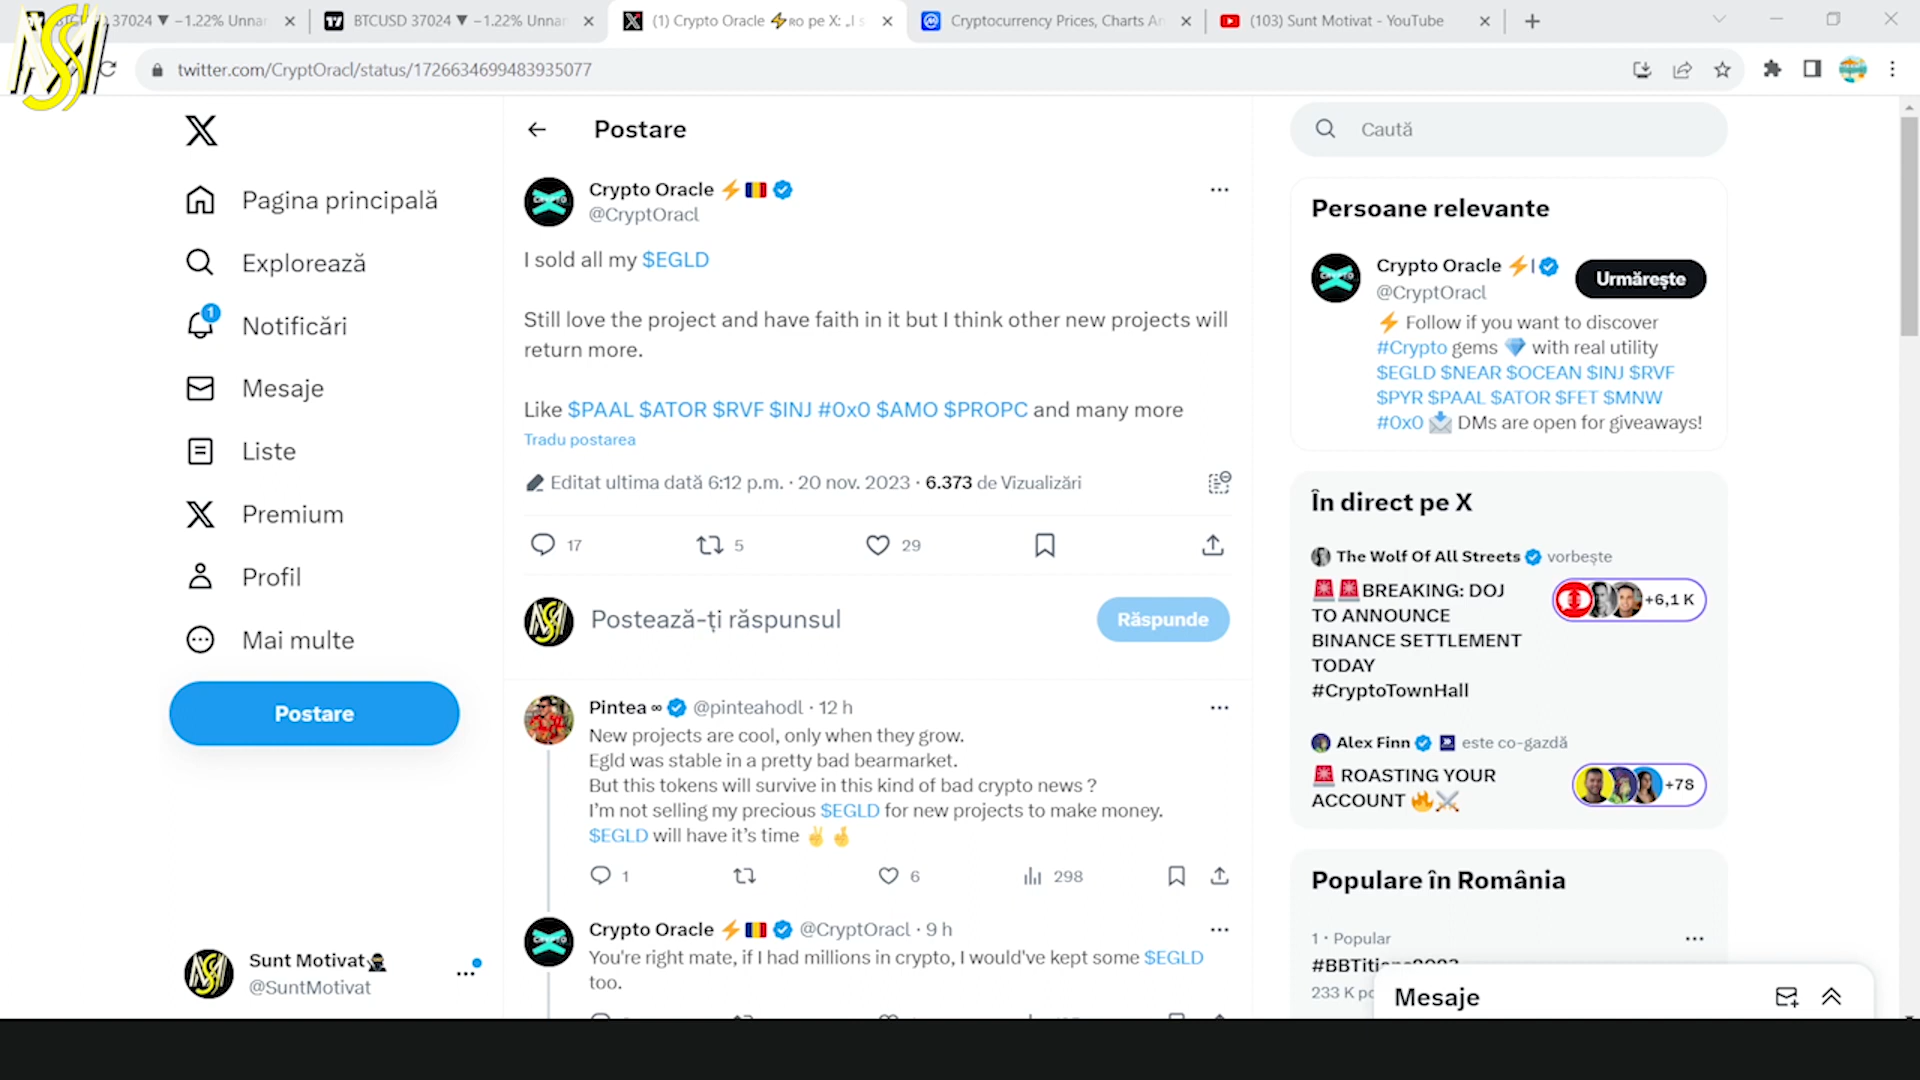 37024 ▼ −1.22% Unnar
BTCUSD 37024 ▼ −1.22% Unnar
(1) Crypto Oracle ⚡ʀᴏ pe X: „I s
Cryptocurrency Prices, Charts An
(103) Sunt Motivat - YouTube
twitter.com/CryptOracl/status/1726634699483935077
Pagina principală
Explorează
1
Notificări
Mesaje
Liste
Premium
Profil
Mai multe
Postare
Sunt Motivat🥷
@SuntMotivat
Postare
Crypto Oracle ⚡🇷🇴
@CryptOracl
I sold all my $EGLD
Still love the project and have faith in it but I think other new projects will
return more.
Like $PAAL $ATOR $RVF $INJ #0x0 $AMO $PROPC and many more
Tradu postarea
Editat ultima dată 6:12 p.m. · 20 nov. 2023 · 6.373 de Vizualizări
17 5 29
Postează-ți răspunsul
Răspunde
Pintea ∞ @pinteahodl · 12 h
New projects are cool, only when they grow.
Egld was stable in a pretty bad bearmarket.
But this tokens will survive in this kind of bad crypto news ?
I’m not selling my precious $EGLD for new projects to make money.
$EGLD will have it’s time ✌️🤞
1 6 298
Crypto Oracle ⚡🇷🇴 @CryptOracl · 9 h
You're right mate, if I had millions in crypto, I would've kept some $EGLD
too.
Caută
Persoane relevante
Crypto Oracle ⚡
@CryptOracl
Urmărește
⚡ Follow if you want to discover
#Crypto gems 💎 with real utility
$EGLD $NEAR $OCEAN $INJ $RVF
$PYR $PAAL $ATOR $FET $MNW
#0x0 📩 DMs are open for giveaways!
În direct pe X
The Wolf Of All Streets vorbește
🚨🚨BREAKING: DOJ
TO ANNOUNCE
BINANCE SETTLEMENT
TODAY
#CryptoTownHall
+6,1 K
Alex Finn este co-gazdă
🚨 ROASTING YOUR
ACCOUNT 🔥⚔️
+78
Populare în România
1 · Popular
233 K
Mesaje